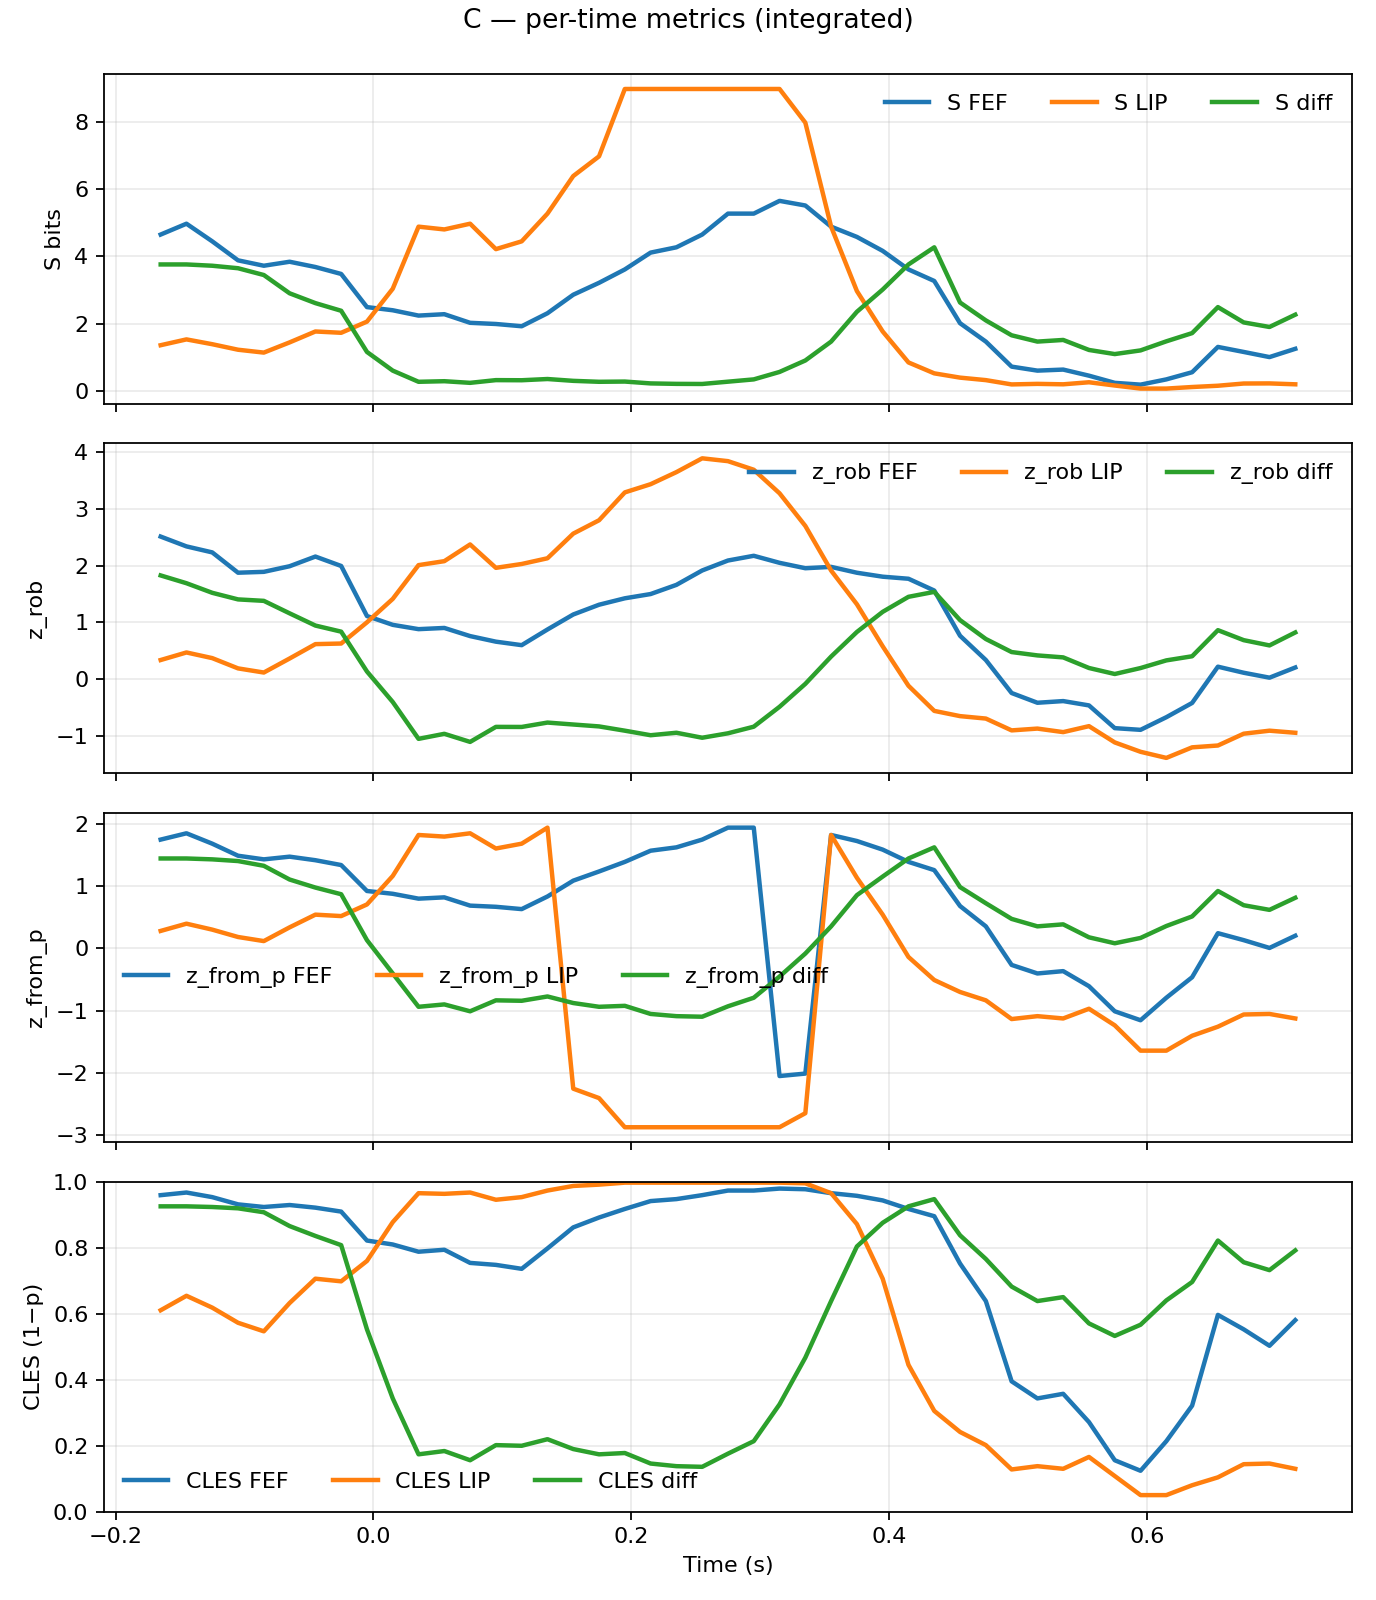 C — per-time metrics (integrated)
S bits
8
6
4
2
0
S FEF
S LIP
S diff
z_rob
4
3
2
1
0
−1
z_rob FEF
z_rob LIP
z_rob diff
z_from_p
2
1
0
−1
−2
−3
z_from_p FEF
z_from_p LIP
z_from_p diff
CLES (1−p)
1.0
0.8
0.6
0.4
0.2
0.0
CLES FEF
CLES LIP
CLES diff
−0.2
0.0
0.2
0.4
0.6
Time (s)